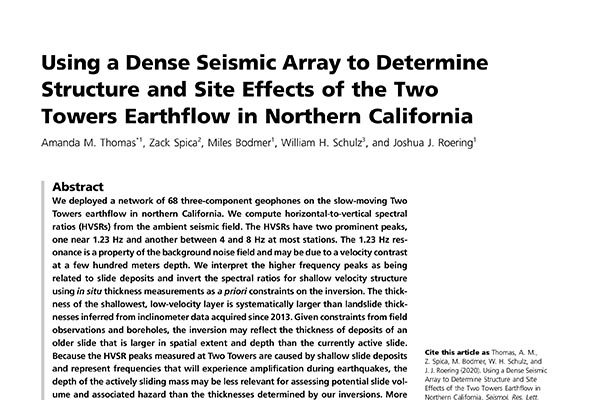 Using a Dense Seismic Array to Determine
Structure and Site Effects of the Two
Towers Earthflow in Northern California
Amanda M. Thomas*1, Zack Spica2, Miles Bodmer1, William H. Schulz3, and Joshua J. Roering1
Abstract
We deployed a network of 68 three-component geophones on the slow-moving Two
Towers earthflow in northern California. We compute horizontal-to-vertical spectral
ratios (HVSRs) from the ambient seismic field. The HVSRs have two prominent peaks,
one near 1.23 Hz and another between 4 and 8 Hz at most stations. The 1.23 Hz res-
onance is a property of the background noise field and may be due to a velocity contrast
at a few hundred meters depth. We interpret the higher frequency peaks as being
related to slide deposits and invert the spectral ratios for shallow velocity structure
using in situ thickness measurements as a priori constraints on the inversion. The thick-
ness of the shallowest, low-velocity layer is systematically larger than landslide thick-
nesses inferred from inclinometer data acquired since 2013. Given constraints from field
observations and boreholes, the inversion may reflect the thickness of deposits of an
older slide that is larger in spatial extent and depth than the currently active slide.
Because the HVSR peaks measured at Two Towers are caused by shallow slide deposits
and represent frequencies that will experience amplification during earthquakes, the
depth of the actively sliding mass may be less relevant for assessing potential slide vol-
ume and associated hazard than the thicknesses determined by our inversions. More
Cite this article as Thomas, A. M.,
Z. Spica, M. Bodmer, W. H. Schulz, and
J. J. Roering (2020). Using a Dense Seismic
Array to Determine Structure and Site
Effects of the Two Towers Earthflow in
Northern California, Seismol. Res. Lett.